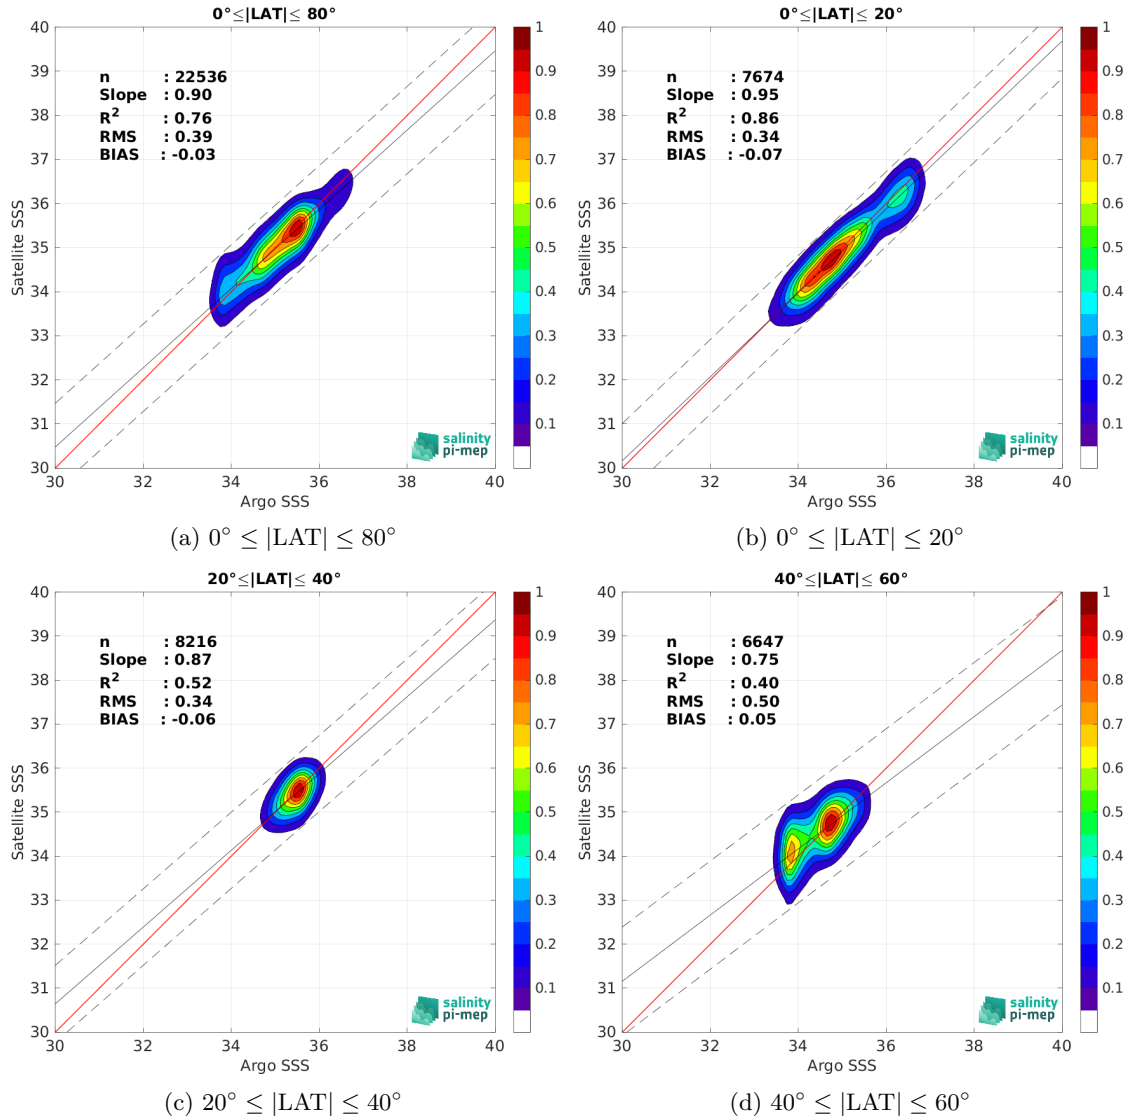 0°≤|LAT|≤ 80°
n : 22536
Slope : 0.90
R² : 0.76
RMS : 0.39
BIAS : -0.03
40
39
38
37
36
35
34
33
32
31
30
Satellite SSS
30 32 34 36 38 40
Argo SSS
1
0.9
0.8
0.7
0.6
0.5
0.4
0.3
0.2
0.1
salinity
pi-mep
(a) 0° ≤ |LAT| ≤ 80°
0°≤|LAT|≤ 20°
n : 7674
Slope : 0.95
R² : 0.86
RMS : 0.34
BIAS : -0.07
40
39
38
37
36
35
34
33
32
31
30
Satellite SSS
30 32 34 36 38 40
Argo SSS
1
0.9
0.8
0.7
0.6
0.5
0.4
0.3
0.2
0.1
salinity
pi-mep
(b) 0° ≤ |LAT| ≤ 20°
20°≤|LAT|≤ 40°
n : 8216
Slope : 0.87
R² : 0.52
RMS : 0.34
BIAS : -0.06
40
39
38
37
36
35
34
33
32
31
30
Satellite SSS
30 32 34 36 38 40
Argo SSS
1
0.9
0.8
0.7
0.6
0.5
0.4
0.3
0.2
0.1
salinity
pi-mep
(c) 20° ≤ |LAT| ≤ 40°
40°≤|LAT|≤ 60°
n : 6647
Slope : 0.75
R² : 0.40
RMS : 0.50
BIAS : 0.05
40
39
38
37
36
35
34
33
32
31
30
Satellite SSS
30 32 34 36 38 40
Argo SSS
1
0.9
0.8
0.7
0.6
0.5
0.4
0.3
0.2
0.1
salinity
pi-mep
(d) 40° ≤ |LAT| ≤ 60°